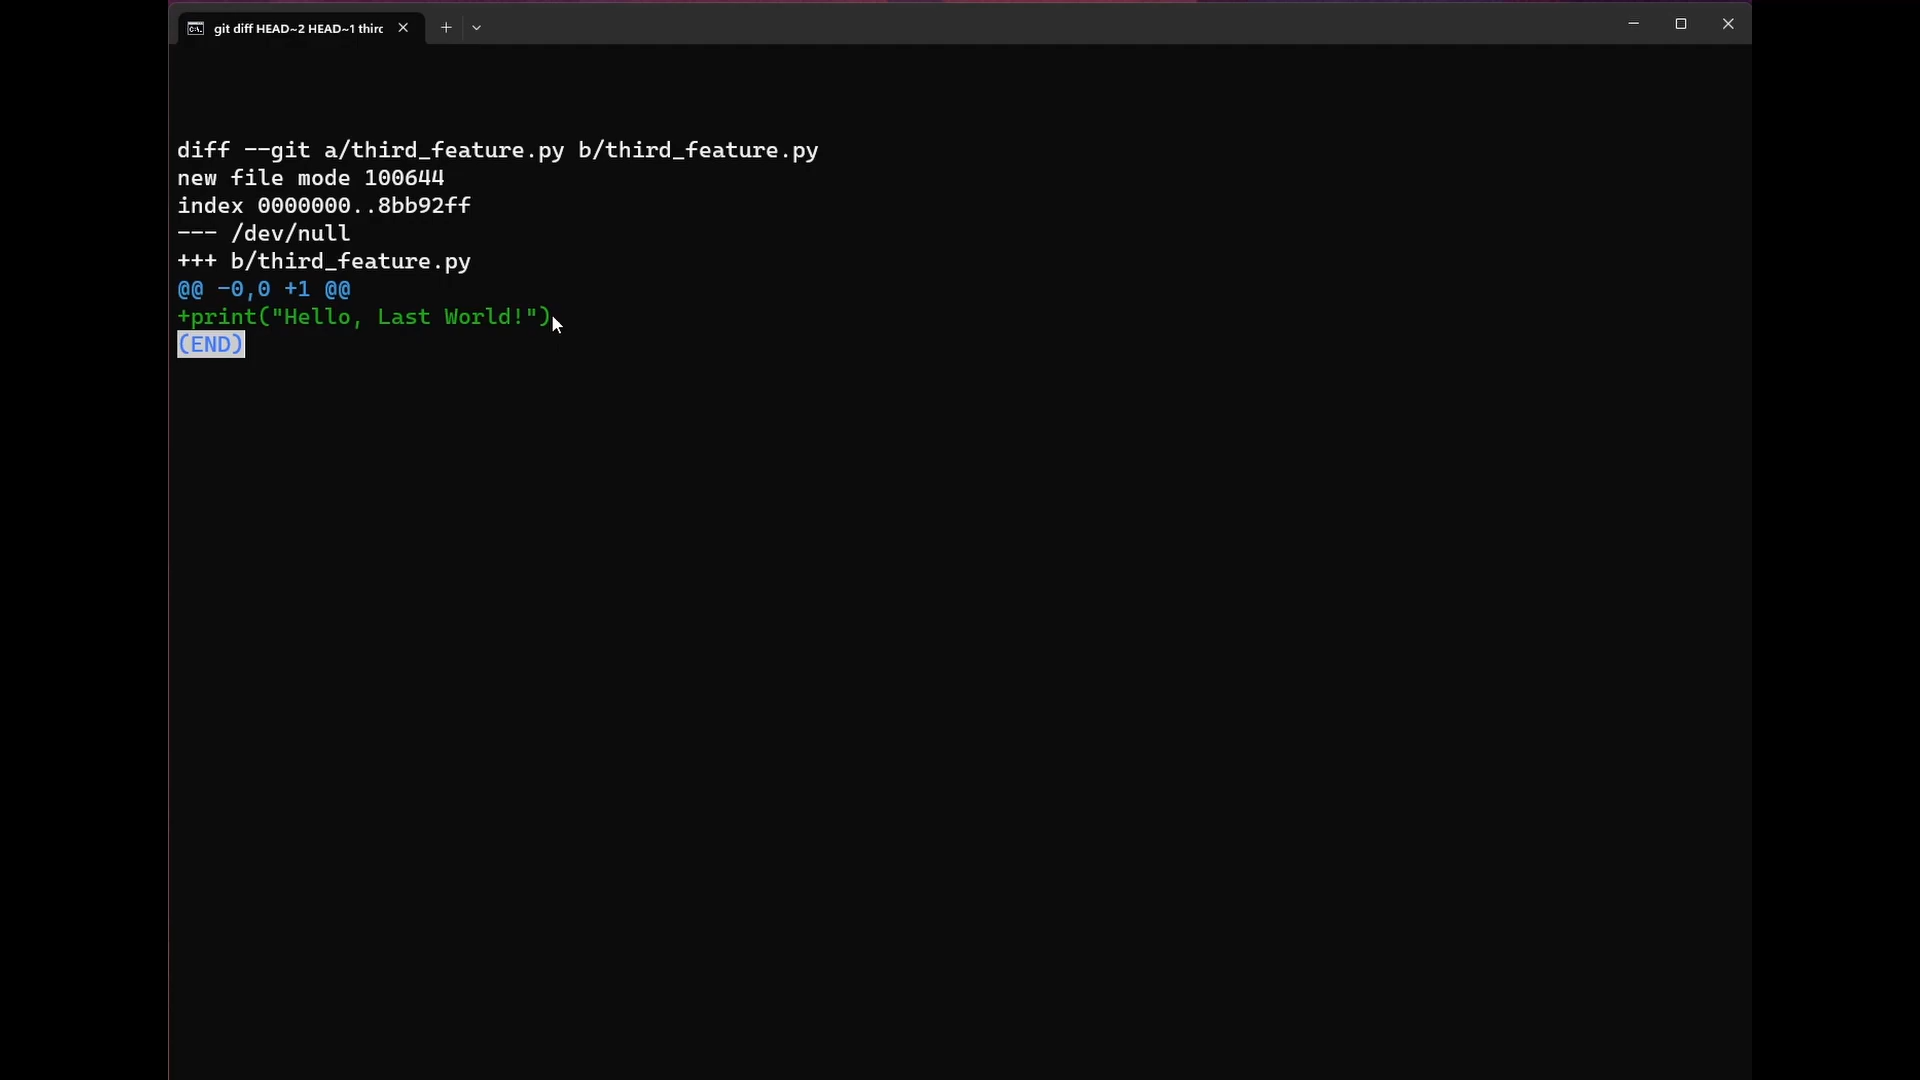 git diff HEAD~2 HEAD~1 thirc
diff --git a/third_feature.py b/third_feature.py
new file mode 100644
index 0000000..8bb92ff
--- /dev/null
+++ b/third_feature.py
@@ -0,0 +1 @@
+print("Hello, Last World!")
(END)